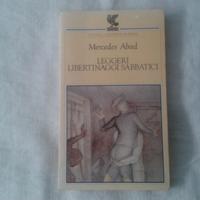 Mercedes Abad
LEGGERI
LIBERTINAGGI SABBATICI